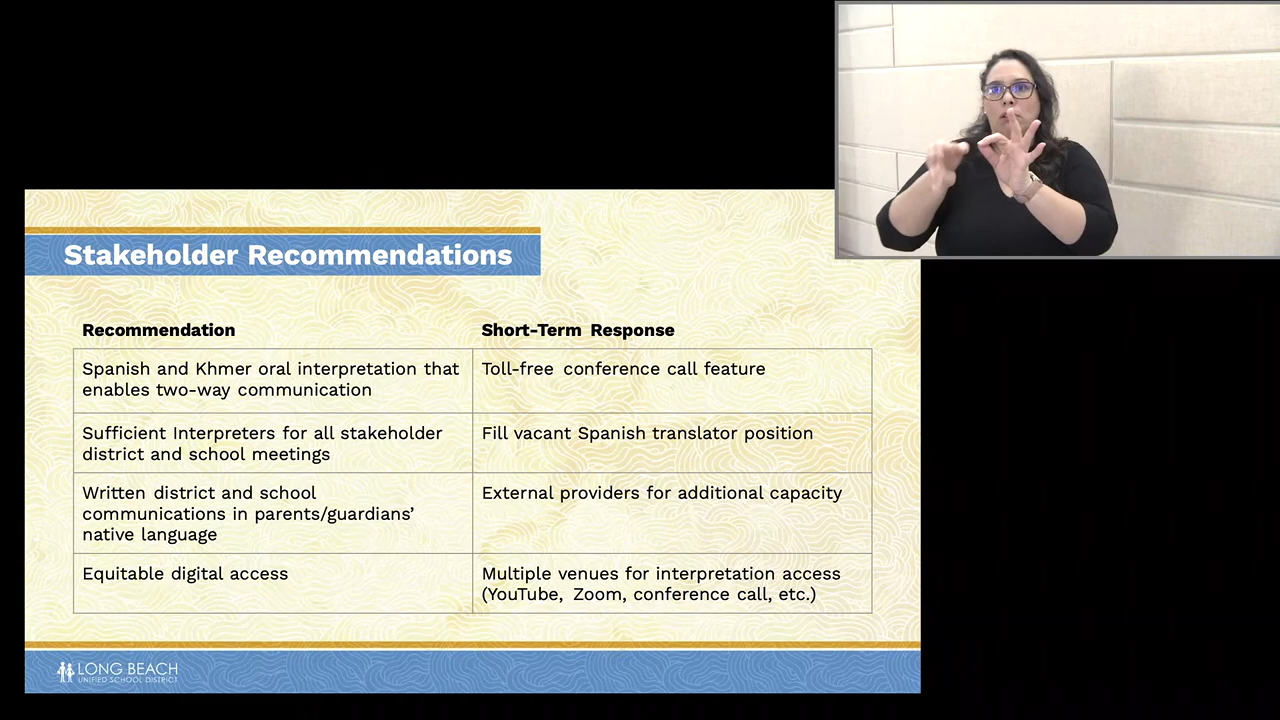 Stakeholder Recommendations
Recommendation
Short-Term Response
Spanish and Khmer oral interpretation that
enables two-way communication
Toll-free conference call feature
Sufficient Interpreters for all stakeholder
district and school meetings
Fill vacant Spanish translator position
Written district and school
communications in parents/guardians’
native language
External providers for additional capacity
Equitable digital access
Multiple venues for interpretation access
(YouTube, Zoom, conference call, etc.)
LONG BEACH
UNIFIED SCHOOL DISTRICT